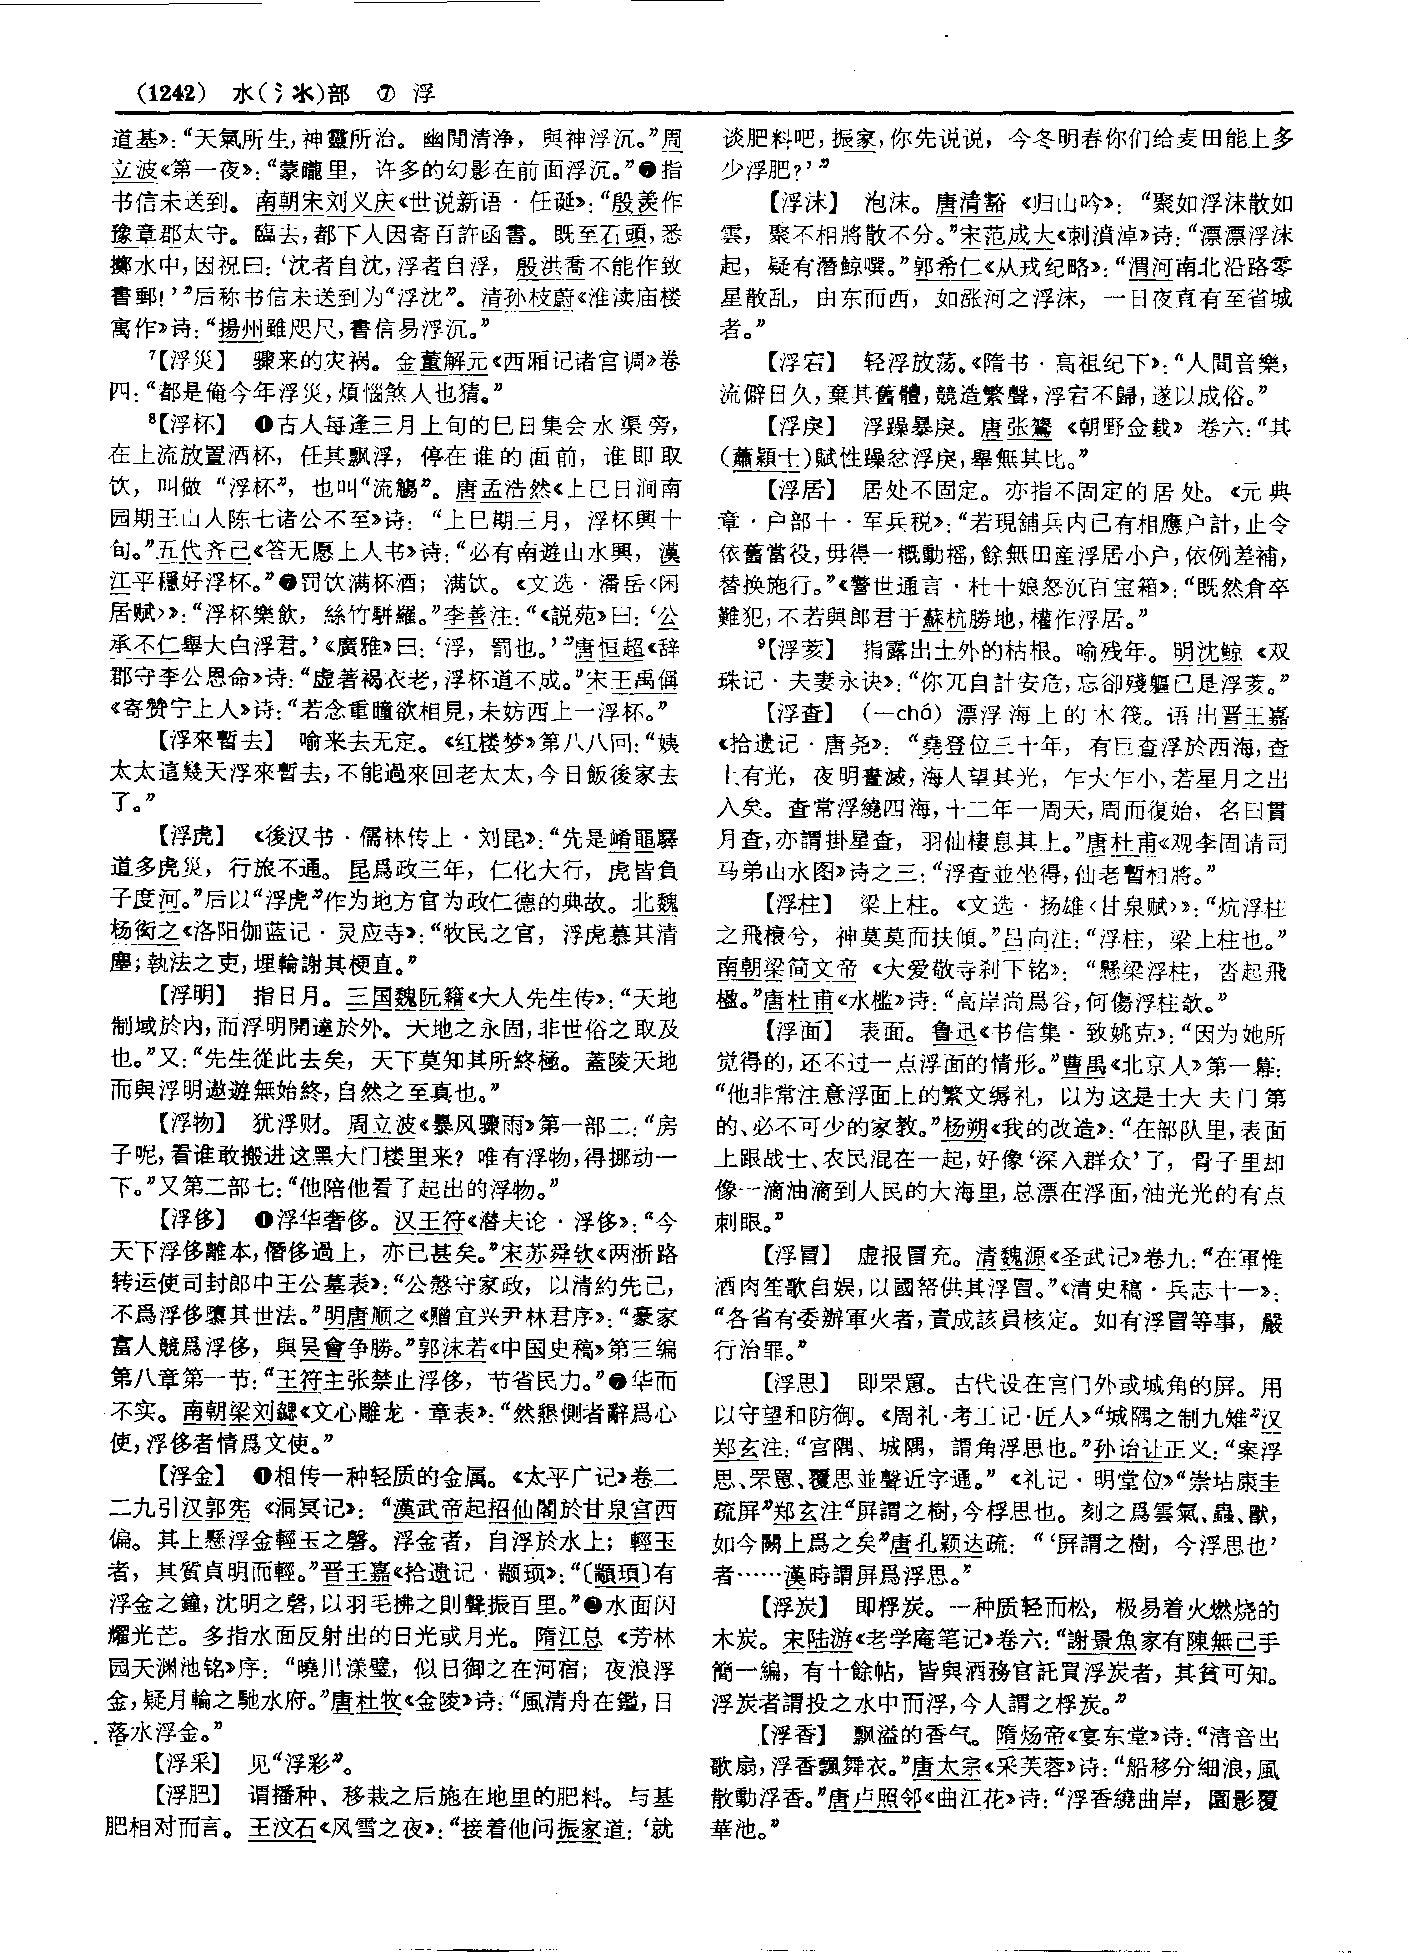 (1242) 水(氵氺)部 ⑦ 浮
道基》：“天氣所生，神靈所治。幽閒清浄，與神浮沉。”周
立波《第一夜》：“蒙曨里，许多的幻影在前面浮沉。”❼指
书信未送到。南朝宋刘义庆《世说新语·任诞》：“殷羡作
豫章郡太守。臨去，都下人因寄百許函書。既至石頭，悉
擲水中，因祝曰：‘沈者自沈，浮者自浮，殷洪喬不能作致
書郵！’”后称书信未送到为“浮沈”。清孙枝蔚《淮渎庙楼
寓作》诗：“揚州雖咫尺，書信易浮沉。”
⁷【浮災】 骤来的灾祸。金董解元《西厢记诸宫调》卷
四：“都是俺今年浮災，煩惱煞人也猜。”
⁸【浮杯】 ❶古人每逢三月上旬的巳日集会水渠旁，
在上流放置酒杯，任其飘浮，停在谁的面前，谁即取
饮，叫做“浮杯”，也叫“流觴”。唐孟浩然《上巳日涧南
园期王山人陈七诸公不至》诗：“上巳期三月，浮杯興十
旬。”五代齐己《答无愿上人书》诗：“必有南遊山水興，漢
江平穩好浮杯。”❷罚饮满杯酒；满饮。《文选·潘岳〈闲
居赋〉》：“浮杯樂飲，絲竹駢羅。”李善注：“《説苑》曰：‘公
承不仁舉大白浮君。’《廣雅》曰：‘浮，罰也。’”唐恒超《辞
郡守李公恩命》诗：“虚著褐衣老，浮杯道不成。”宋王禹偁
《寄赞宁上人》诗：“若念重瞳欲相見，未妨西上一浮杯。”
【浮來暫去】 喻来去无定。《红楼梦》第八八回：“姨
太太這幾天浮來暫去，不能過來回老太太，今日飯後家去
了。”
【浮虎】 《後汉书·儒林传上·刘昆》：“先是崤黽驛
道多虎災，行旅不通。昆爲政三年，仁化大行，虎皆負
子度河。”后以“浮虎”作为地方官为政仁德的典故。北魏
杨衒之《洛阳伽蓝记·灵应寺》：“牧民之官，浮虎慕其清
塵；執法之吏，埋輪謝其梗直。”
【浮明】 指日月。三国魏阮籍《大人先生传》：“天地
制域於内，而浮明開達於外。天地之永固，非世俗之取及
也。”又：“先生從此去矣，天下莫知其所終極。蓋陵天地
而與浮明遨遊無始終，自然之至真也。”
【浮物】 犹浮财。周立波《暴风骤雨》第一部二：“房
子呢，看谁敢搬进这黑大门楼里来？唯有浮物，得挪动一
下。”又第二部七：“他陪他看了起出的浮物。”
【浮侈】 ❶浮华奢侈。汉王符《潜夫论·浮侈》：“今
天下浮侈離本，僭侈過上，亦已甚矣。”宋苏舜钦《两浙路
转运使司封郎中王公墓表》：“公慤守家政，以清約先己，
不爲浮侈隳其世法。”明唐顺之《赠宜兴尹林君序》：“豪家
富人競爲浮侈，與吴會争勝。”郭沫若《中国史稿》第三编
第八章第一节：“王符主张禁止浮侈，节省民力。”❷华而
不实。南朝梁刘勰《文心雕龙·章表》：“然懇惻者辭爲心
使，浮侈者情爲文使。”
【浮金】 ❶相传一种轻质的金属。《太平广记》卷二
二九引汉郭宪《洞冥记》：“漢武帝起招仙閣於甘泉宫西
偏。其上懸浮金輕玉之磬。浮金者，自浮於水上；輕玉
者，其質貞明而輕。”晋王嘉《拾遗记·颛顼》：“〔顓頊〕有
浮金之鐘，沈明之磬，以羽毛拂之則聲振百里。”❷水面闪
耀光芒。多指水面反射出的日光或月光。隋江总《芳林
园天渊池铭》序：“曉川漾璧，似日御之在河宿；夜浪浮
金，疑月輪之馳水府。”唐杜牧《金陵》诗：“風清舟在鑑，日
落水浮金。”
【浮采】 见“浮彩”。
【浮肥】 谓播种、移栽之后施在地里的肥料。与基
肥相对而言。王汶石《风雪之夜》：“接着他问振家道：‘就
谈肥料吧，振家，你先说说，今冬明春你们给麦田能上多
少浮肥？’”
【浮沫】 泡沫。唐清豁《归山吟》：“聚如浮沫散如
雲，聚不相將散不分。”宋范成大《刺濆淖》诗：“漂漂浮沫
起，疑有潛鲸噀。”郭希仁《从戎纪略》：“渭河南北沿路零
星散乱，由东而西，如涨河之浮沫，一日夜直有至省城
者。”
【浮宕】 轻浮放荡。《隋书·高祖纪下》：“人間音樂，
流僻日久，棄其舊體，競造繁聲，浮宕不歸，遂以成俗。”
【浮戾】 浮躁暴戾。唐张鷟《朝野佥载》卷六：“其
(蕭穎士)賦性躁忿浮戾，舉無其比。”
【浮居】 居处不固定。亦指不固定的居处。《元典
章·户部十·军兵税》：“若現鋪兵内已有相應户計，止令
依舊當役，毋得一概動摇，餘無田産浮居小户，依例差補，
替换施行。”《警世通言·杜十娘怒沉百宝箱》：“既然倉卒
難犯，不若與郎君于蘇杭勝地，權作浮居。”
⁹【浮荄】 指露出土外的枯根。喻残年。明沈鲸《双
珠记·夫妻永诀》：“你兀自計安危，忘卻殘軀已是浮荄。”
【浮查】 (—chá) 漂浮海上的木筏。语出晋王嘉
《拾遗记·唐尧》：“堯登位三十年，有巨查浮於西海，查
上有光，夜明晝滅，海人望其光，乍大乍小，若星月之出
入矣。查常浮繞四海，十二年一周天，周而復始，名曰貫
月查，亦謂掛星查，羽仙棲息其上。”唐杜甫《观李固请司
马弟山水图》诗之三：“浮查並坐得，仙老暫相將。”
【浮柱】 梁上柱。《文选·扬雄〈甘泉赋〉》：“炕浮柱
之飛榱兮，神莫莫而扶傾。”吕向注：“浮柱，梁上柱也。”
南朝梁简文帝《大爱敬寺刹下铭》：“懸梁浮柱，沓起飛
楹。”唐杜甫《水槛》诗：“高岸尚爲谷，何傷浮柱欹。”
【浮面】 表面。鲁迅《书信集·致姚克》：“因为她所
觉得的，还不过一点浮面的情形。”曹禺《北京人》第一幕：
“他非常注意浮面上的繁文缛礼，以为这是士大夫门第
的、必不可少的家教。”杨朔《我的改造》：“在部队里，表面
上跟战士、农民混在一起，好像‘深入群众’了，骨子里却
像一滴油滴到人民的大海里，总漂在浮面，油光光的有点
刺眼。”
【浮冒】 虚报冒充。清魏源《圣武记》卷九：“在軍惟
酒肉笙歌自娱，以國帑供其浮冒。”《清史稿·兵志十一》：
“各省有委辦軍火者，責成該員核定。如有浮冒等事，嚴
行治罪。”
【浮思】 即罘罳。古代设在宫门外或城角的屏。用
以守望和防御。《周礼·考工记·匠人》“城隅之制九雉”汉
郑玄注：“宫隅、城隅，謂角浮思也。”孙诒让正义：“案浮
思、罘罳、覆思並聲近字通。”《礼记·明堂位》“崇坫康圭
疏屏”郑玄注“屏謂之樹，今桴思也。刻之爲雲氣、蟲、獸，
如今闕上爲之矣”唐孔颖达疏：“‘屏謂之樹，今浮思也’
者……漢時謂屏爲浮思。”
【浮炭】 即桴炭。一种质轻而松，极易着火燃烧的
木炭。宋陆游《老学庵笔记》卷六：“謝景魚家有陳無己手
簡一編，有十餘帖，皆與酒務官託買浮炭者，其貧可知。
浮炭者謂投之水中而浮，今人謂之桴炭。”
【浮香】 飘溢的香气。隋炀帝《宴东堂》诗：“清音出
歌扇，浮香飄舞衣。”唐太宗《采芙蓉》诗：“船移分細浪，風
散動浮香。”唐卢照邻《曲江花》诗：“浮香繞曲岸，圓影覆
華池。”